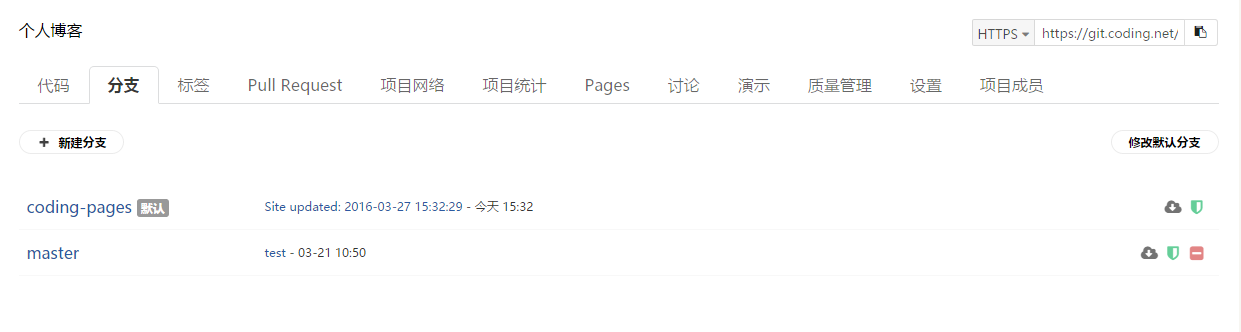 个人博客
HTTPS https://git.coding.net/
代码 分支 标签 Pull Request 项目网络 项目统计 Pages 讨论 演示 质量管理 设置 项目成员
+ 新建分支 修改默认分支
coding-pages 默认 Site updated: 2016-03-27 15:32:29 - 今天 15:32
master test - 03-21 10:50